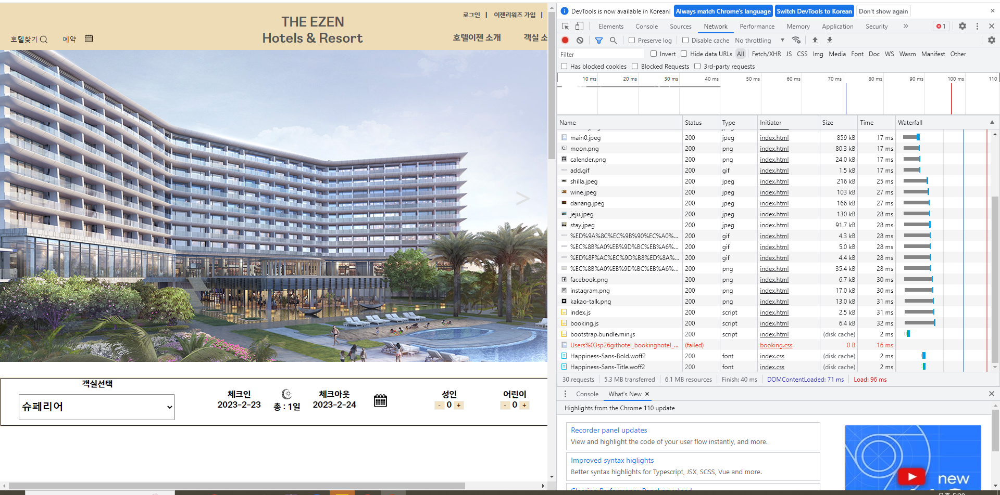 로그인 | 이젠리워즈 가입 |
THE EZEN
Hotels & Resort
호텔찾기 예약
호텔이젠 소개 객실 소
>
객실선택
슈페리어
체크인
2023-2-23
총 : 1일
체크아웃
2023-2-24
성인
- 0 +
어린이
- 0 +
DevTools is now available in Korean! Always match Chrome's language Switch DevTools to Korean Don't show again ×
Elements Console Sources Network Performance Memory Application Security » 1
Preserve log Disable cache No throttling
Filter Invert Hide data URLs All Fetch/XHR JS CSS Img Media Font Doc WS Wasm Manifest Other
Has blocked cookies Blocked Requests 3rd-party requests
10 ms 20 ms 30 ms 40 ms 50 ms 60 ms 70 ms 80 ms 90 ms 100 ms 110
Name Status Type Initiator Size Time Waterfall
main0.jpeg 200 jpeg index.html 859 kB 17 ms
moon.png 200 png index.html 80.3 kB 17 ms
calender.png 200 png index.html 24.0 kB 17 ms
add.gif 200 gif index.html 1.5 kB 17 ms
shilla.jpeg 200 jpeg index.html 216 kB 25 ms
wine.jpeg 200 jpeg index.html 103 kB 27 ms
danang.jpeg 200 jpeg index.html 166 kB 27 ms
jeju.jpeg 200 jpeg index.html 130 kB 28 ms
stay.jpeg 200 jpeg index.html 91.7 kB 28 ms
%ED%9A%8C%EC%9B%90%EC%A0%... 200 gif index.html 4.3 kB 28 ms
%EC%8B%A0%EB%9D%BC%EB%A6%... 200 gif index.html 5.0 kB 28 ms
%ED%8F%AC%EC%9D%B8%ED%8A%... 200 gif index.html 4.4 kB 28 ms
%EC%8B%A0%EB%9D%BC%EB%A6%... 200 png index.html 35.4 kB 28 ms
facebook.png 200 png index.html 6.7 kB 30 ms
instagram.png 200 png index.html 17.0 kB 30 ms
kakao-talk.png 200 png index.html 13.0 kB 31 ms
index.js 200 script index.html 2.5 kB 31 ms
booking.js 200 script index.html 6.4 kB 32 ms
bootstrap.bundle.min.js 200 script index.html (disk cache) 2 ms
Users%03sp26githotel_bookinghotel_... (failed) booking.css 0 B 16 ms
Happiness-Sans-Bold.woff2 200 font index.css (disk cache) 2 ms
Happiness-Sans-Title.woff2 200 font index.css (disk cache) 2 ms
30 requests 5.3 MB transferred 6.1 MB resources Finish: 40 ms DOMContentLoaded: 71 ms Load: 96 ms
Console What's New ×
Highlights from the Chrome 110 update
Recorder panel updates
View and highlight the code of your user flow instantly, and more.
Improved syntax higlights
Better syntax highlights for Typescript, JSX, SCSS, Vue and more.
new